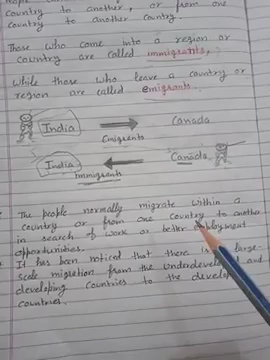 country to another, or from one
country to another country.
Those who come into a region or
country are called immigrants,
While those who leave a country or
region are called emigrants.
India Canada
Emigrants
India Canada
Immigrants
The people normally migrate within a
country or from one country to another
in search of work or better employment
opportunities.
It has been noticed that there is large-
scale migration from the Underdeveloped and
developing countries to the developed
countries.